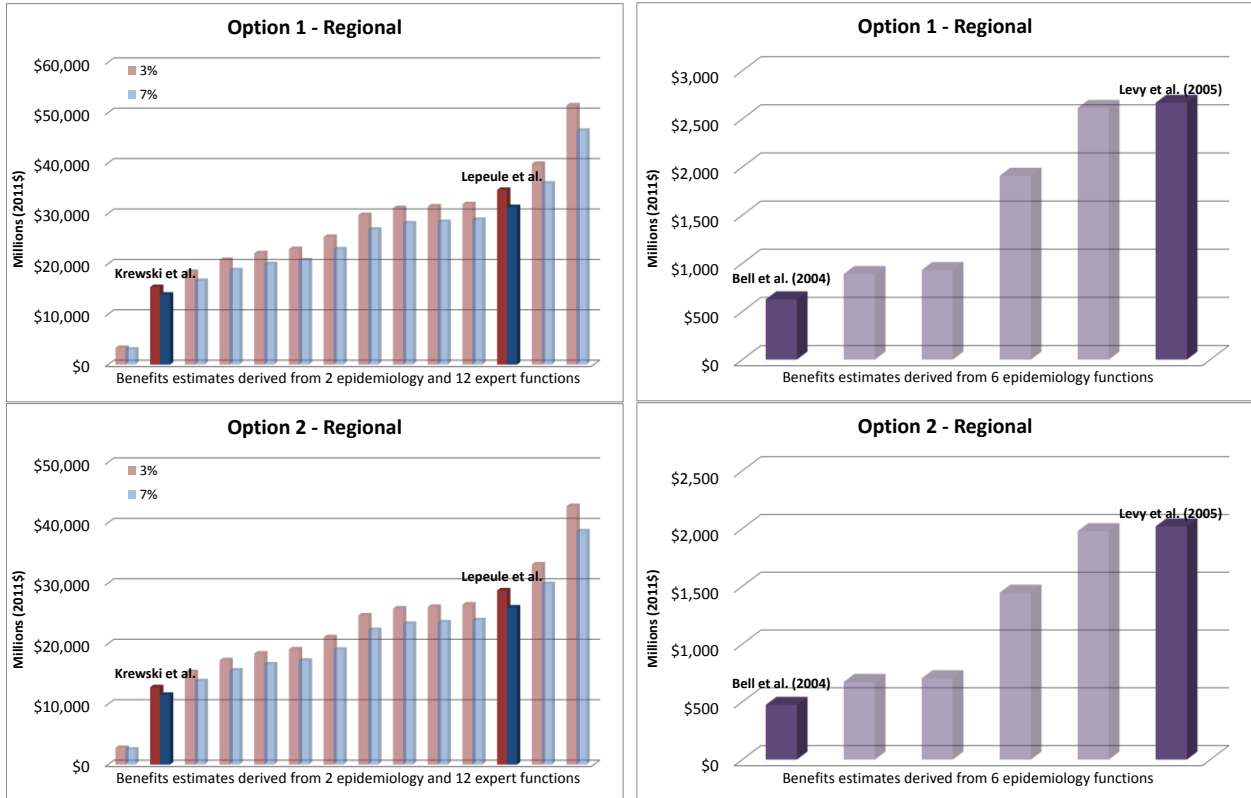 Option 1 - Regional
Millions (2011$)
$60,000
$50,000
$40,000
$30,000
$20,000
$10,000
$0
3%
7%
Krewski et al.
Lepeule et al.
Benefits estimates derived from 2 epidemiology and 12 expert functions
Option 1 - Regional
Millions (2011$)
$3,000
$2,500
$2,000
$1,500
$1,000
$500
$0
Bell et al. (2004)
Levy et al. (2005)
Benefits estimates derived from 6 epidemiology functions
Option 2 - Regional
Millions (2011$)
$50,000
$40,000
$30,000
$20,000
$10,000
$0
3%
7%
Krewski et al.
Lepeule et al.
Benefits estimates derived from 2 epidemiology and 12 expert functions
Option 2 - Regional
Millions (2011$)
$2,500
$2,000
$1,500
$1,000
$500
$0
Bell et al. (2004)
Levy et al. (2005)
Benefits estimates derived from 6 epidemiology functions